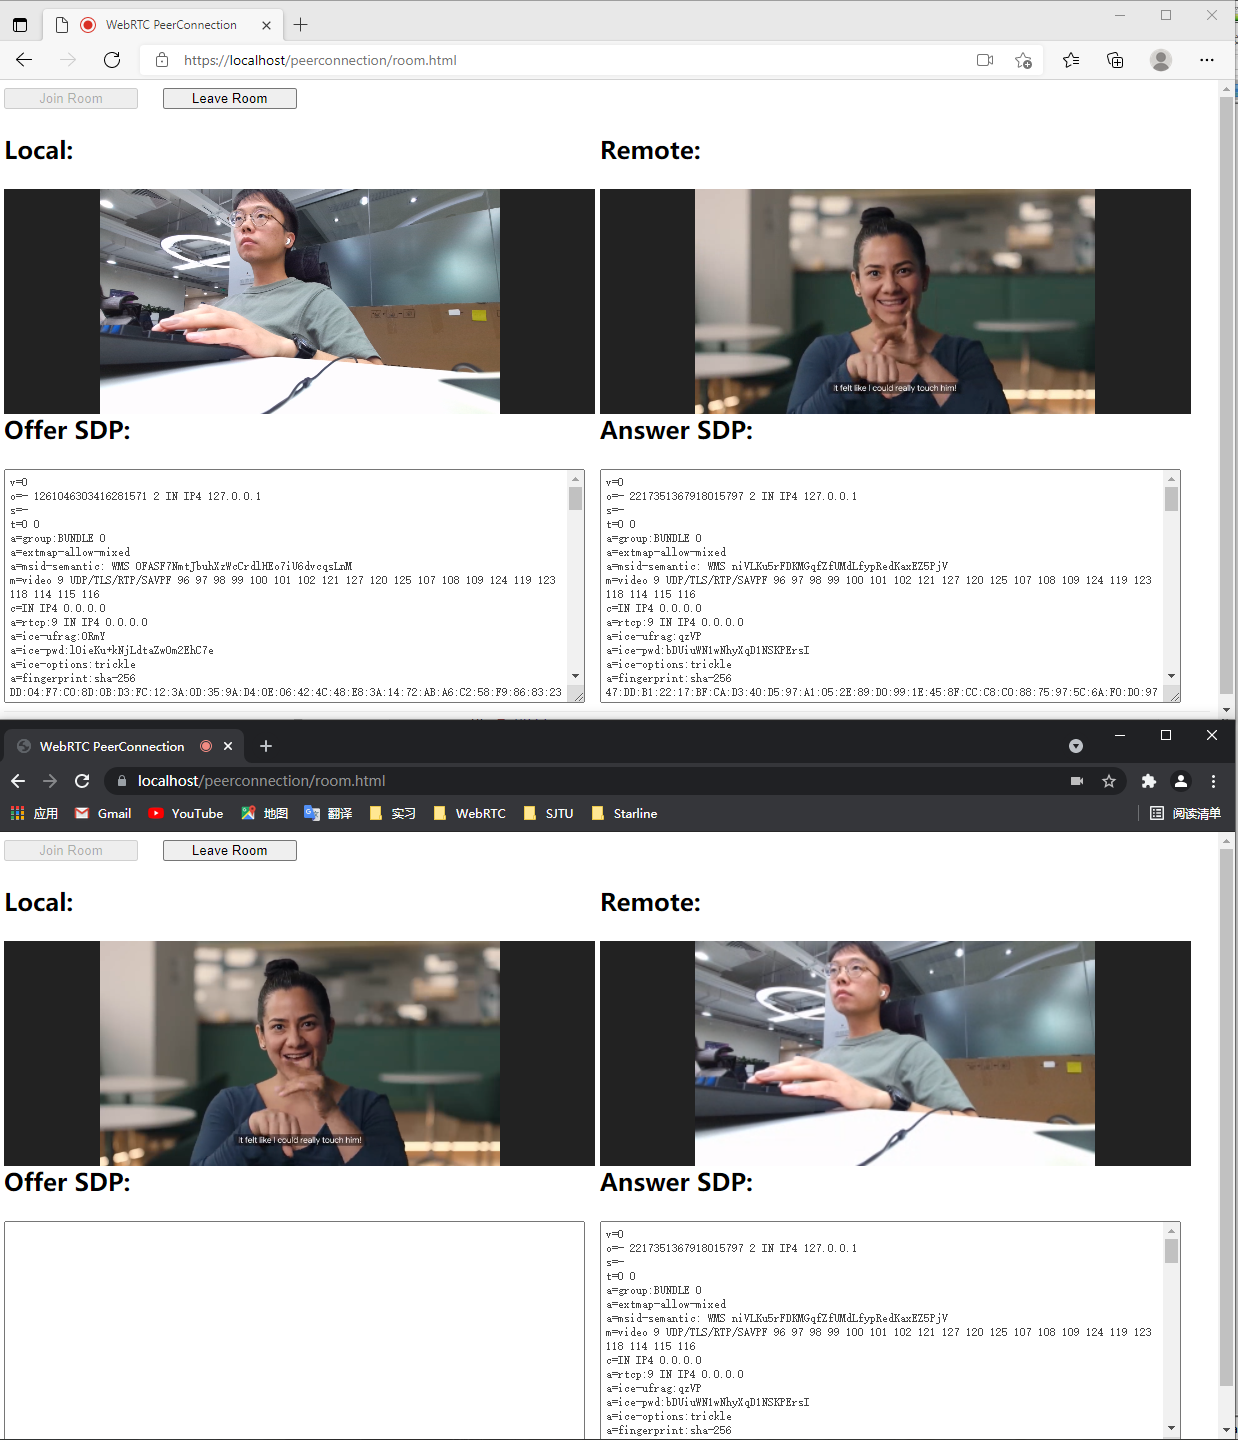 WebRTC PeerConnection
https://localhost/peerconnection/room.html
Join Room Leave Room
Local: Remote:
It felt like I could really touch him!
Offer SDP: Answer SDP:
v=0
o=- 1261046303416281571 2 IN IP4 127.0.0.1
s=-
t=0 0
a=group:BUNDLE 0
a=extmap-allow-mixed
a=msid-semantic: WMS OFASF7NmtJbuhXzWcCrdlHEo7iU6dvcqsLnM
m=video 9 UDP/TLS/RTP/SAVPF 96 97 98 99 100 101 102 121 127 120 125 107 108 109 124 119 123
118 114 115 116
c=IN IP4 0.0.0.0
a=rtcp:9 IN IP4 0.0.0.0
a=ice-ufrag:ORmY
a=ice-pwd:lOieKu+kNjLdtaZwOm2EhC7e
a=ice-options:trickle
a=fingerprint:sha-256
DD:04:F7:C0:8D:0B:D3:FC:12:3A:0D:35:9A:D4:0E:06:42:4C:48:E8:3A:14:72:AB:A6:C2:58:F9:86:83:23
v=0
o=- 2217351367918015797 2 IN IP4 127.0.0.1
s=-
t=0 0
a=group:BUNDLE 0
a=extmap-allow-mixed
a=msid-semantic: WMS niVLKu5rFDKMGqfZfUMdLfypRedKaxEZ5PjV
m=video 9 UDP/TLS/RTP/SAVPF 96 97 98 99 100 101 102 121 127 120 125 107 108 109 124 119 123
118 114 115 116
c=IN IP4 0.0.0.0
a=rtcp:9 IN IP4 0.0.0.0
a=ice-ufrag:qzVP
a=ice-pwd:bDUiuWN1wNhyXqD1NSKPErsI
a=ice-options:trickle
a=fingerprint:sha-256
47:DD:B1:22:17:BF:CA:D3:40:D5:97:A1:05:2E:89:D0:99:1E:45:8F:CC:C8:C0:88:75:97:5C:6A:F0:D0:97
WebRTC PeerConnection
localhost/peerconnection/room.html
应用 Gmail YouTube 地图 翻译 实习 WebRTC SJTU Starline 阅读清单
Join Room Leave Room
Local: Remote:
It felt like I could really touch him!
Offer SDP: Answer SDP:
v=0
o=- 2217351367918015797 2 IN IP4 127.0.0.1
s=-
t=0 0
a=group:BUNDLE 0
a=extmap-allow-mixed
a=msid-semantic: WMS niVLKu5rFDKMGqfZfUMdLfypRedKaxEZ5PjV
m=video 9 UDP/TLS/RTP/SAVPF 96 97 98 99 100 101 102 121 127 120 125 107 108 109 124 119 123
118 114 115 116
c=IN IP4 0.0.0.0
a=rtcp:9 IN IP4 0.0.0.0
a=ice-ufrag:qzVP
a=ice-pwd:bDUiuWN1wNhyXqD1NSKPErsI
a=ice-options:trickle
a=fingerprint:sha-256